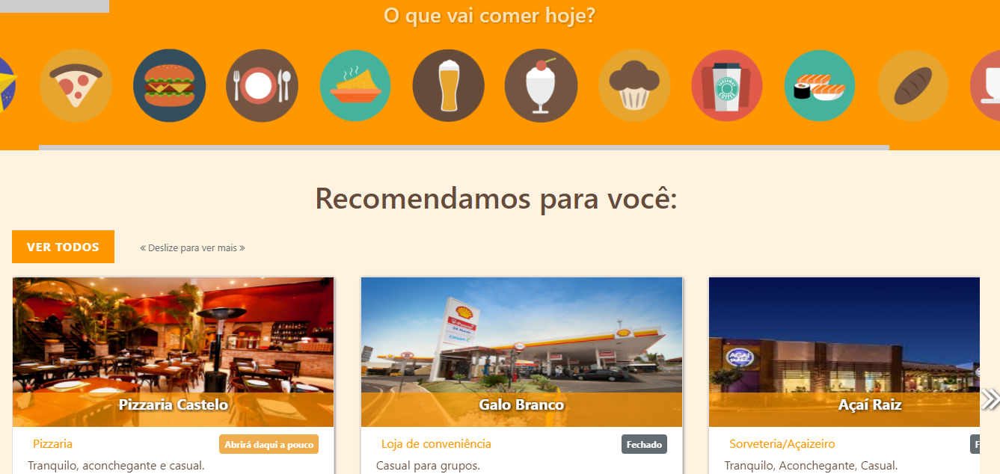 O que vai comer hoje?
TAKEAWAY
COFFEE
Recomendamos para você:
VER TODOS
« Deslize para ver mais »
Pizzaria Castelo
Galo Branco
Açaí Raiz
Pizzaria
Abrirá daqui a pouco
Loja de conveniência
Fechado
Sorveteria/Açaizeiro
F
Tranquilo, aconchegante e casual.
Casual para grupos.
Tranquilo, Aconchegante, Casual.